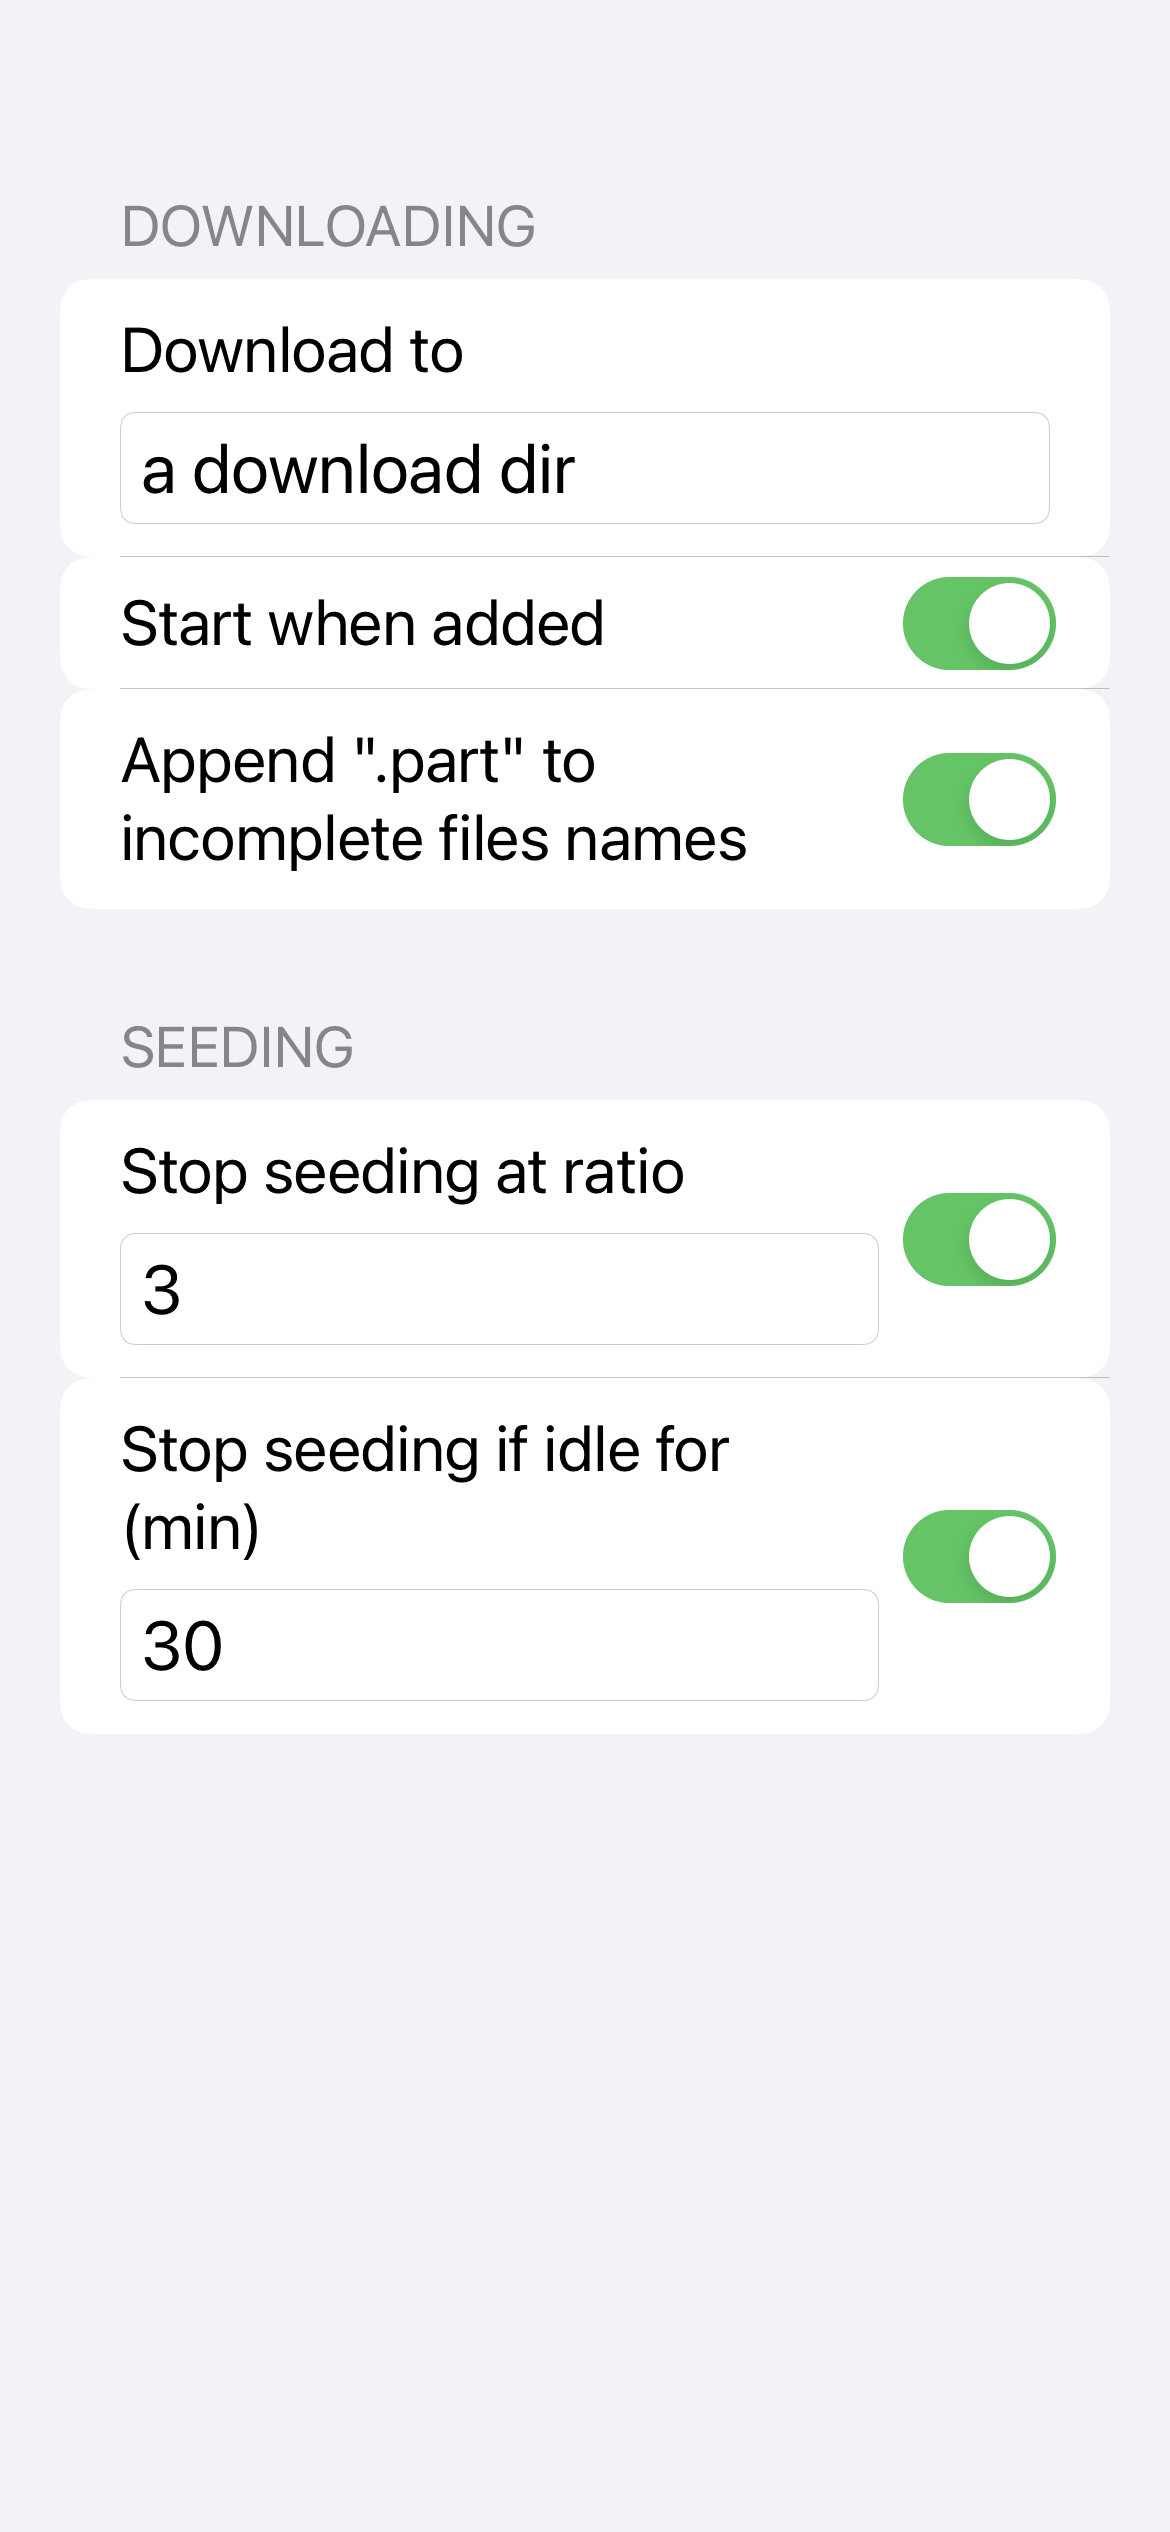 DOWNLOADING
Download to
a download dir
Start when added
Append ".part" to
incomplete files names
SEEDING
Stop seeding at ratio
3
Stop seeding if idle for
(min)
30